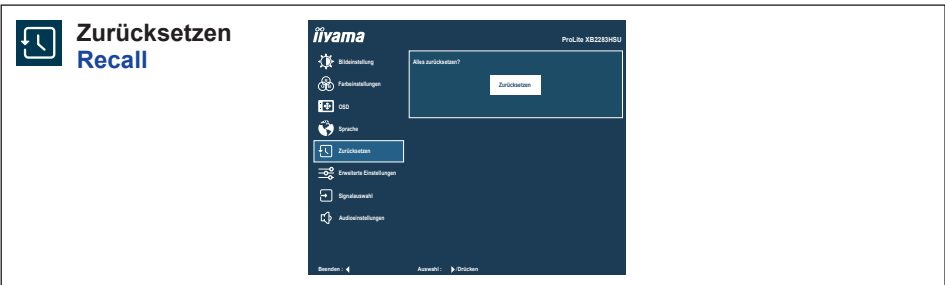 Zurücksetzen
Recall
iiyama
ProLite XB2283HSU
Bildeinstellung
Farbeinstellungen
OSD
Sprache
Zurücksetzen
Erweiterte Einstellungen
Signalauswahl
Audioeinstellungen
Alles zurücksetzen?
Zurücksetzen
Beenden :
Auswahl : /Drücken